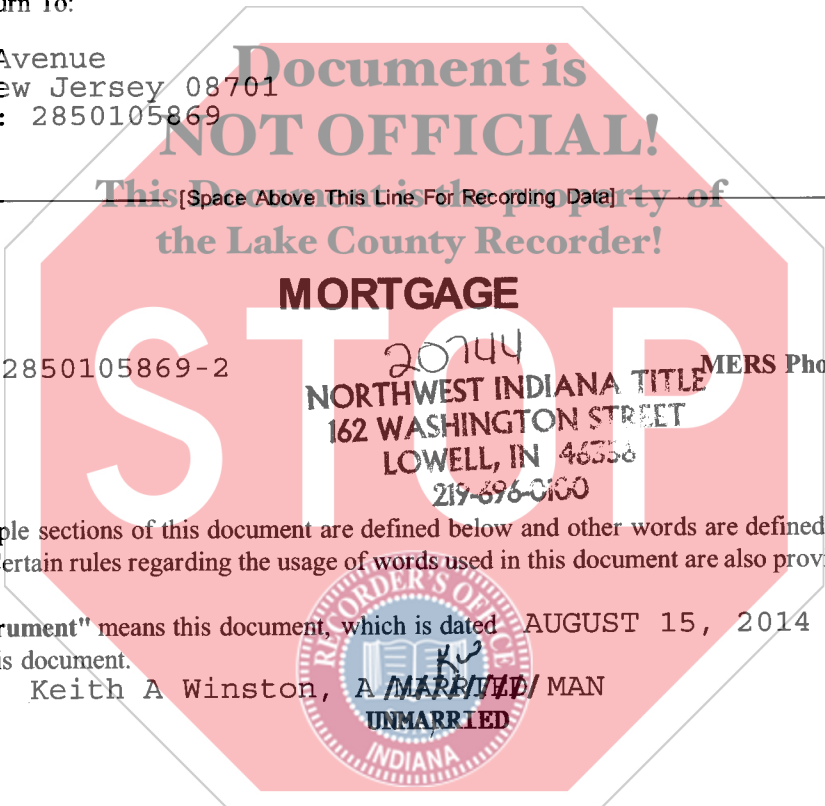 urn To:
Avenue
ew Jersey 08701
: 2850105869
Document is
NOT OFFICIAL!
This Document is the property of
[Space Above This Line For Recording Data]
the Lake County Recorder!
MORTGAGE
STOP
20744
2850105869-2
MERS Pho
NORTHWEST INDIANA TITLE
162 WASHINGTON STREET
LOWELL, IN 46356
219-696-0100
ple sections of this document are defined below and other words are defined
ertain rules regarding the usage of words used in this document are also provi
RECORDER'S OFFICE
rument" means this document, which is dated AUGUST 15, 2014
is document.
KW
Keith A Winston, A MARRIED MAN
UNMARRIED
INDIANA